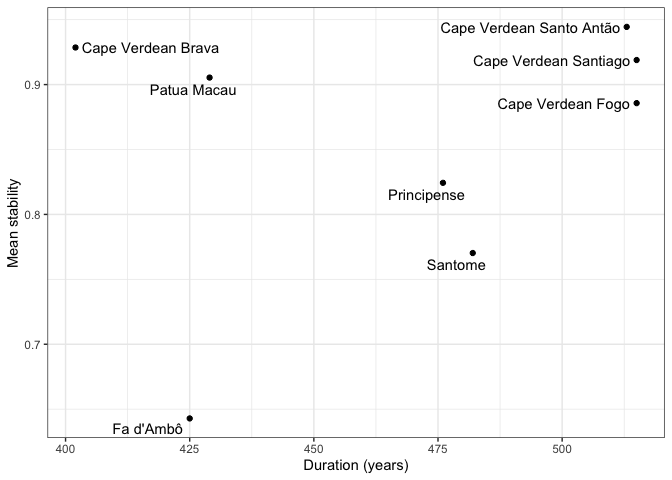 Cape Verdean Santo Antão
Cape Verdean Brava
Cape Verdean Santiago
Patua Macau
Cape Verdean Fogo
Principense
Santome
Fa d'Ambô
Mean stability
0.9
0.8
0.7
400
425
450
475
500
Duration (years)